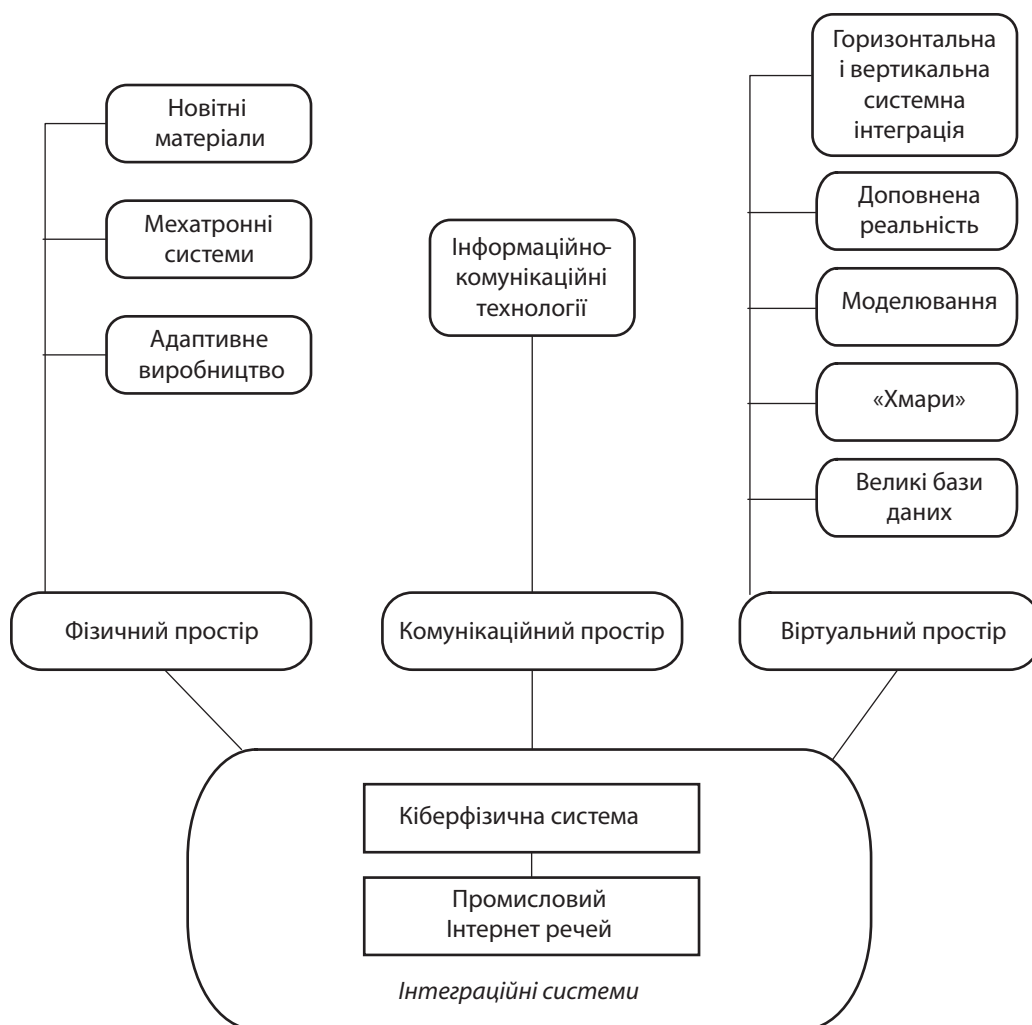 Новітні
матеріали
Мехатронні
системи
Адаптивне
виробництво
Інформаційно-
комунікаційні
технології
Горизонтальна
і вертикальна
системна
інтеграція
Доповнена
реальність
Моделювання
«Хмари»
Великі бази
даних
Фізичний простір
Комунікаційний простір
Віртуальний простір
Кіберфізична система
Промисловий
Інтернет речей
Інтеграційні системи